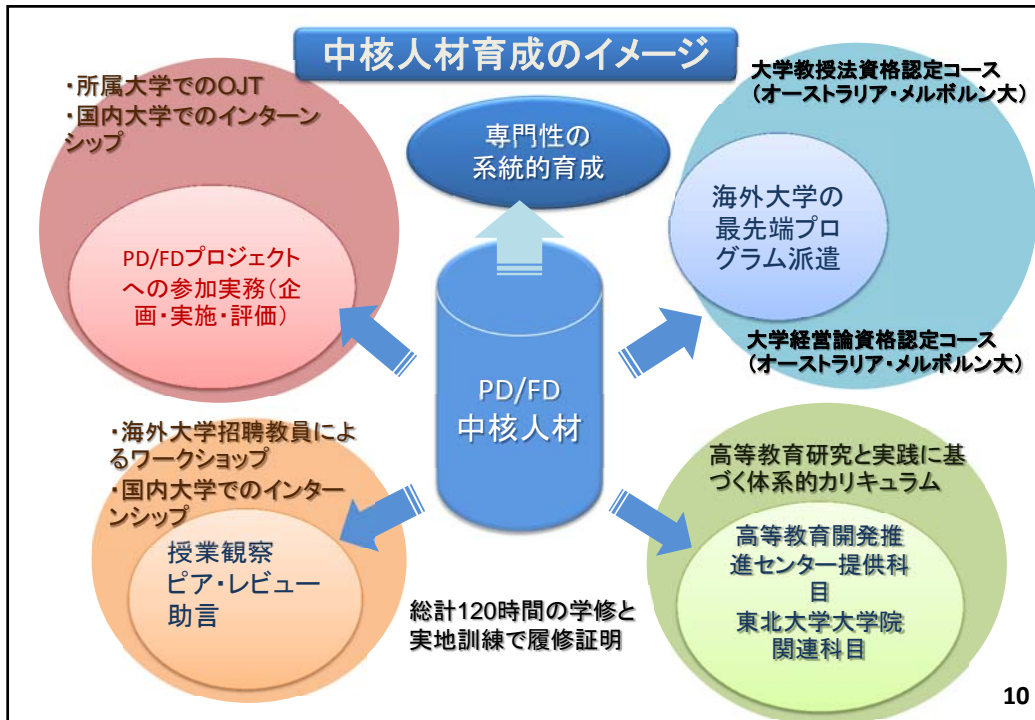 中核人材育成のイメージ
・所属大学でのOJT
・国内大学でのインターン
シップ
PD/FDプロジェクト
への参加実務(企
画・実施・評価)
専門性の
系統的育成
大学教授法資格認定コース
(オーストラリア・メルボルン大)
海外大学の
最先端プロ
グラム派遣
大学経営論資格認定コース
(オーストラリア・メルボルン大)
PD/FD
中核人材
・海外大学招聘教員によ
るワークショップ
・国内大学でのインター
ンシップ
授業観察
ピア・レビュー
助言
総計120時間の学修と
実地訓練で履修証明
高等教育研究と実践に基
づく体系的カリキュラム
高等教育開発推
進センター提供科
目
東北大学大学院
関連科目
10